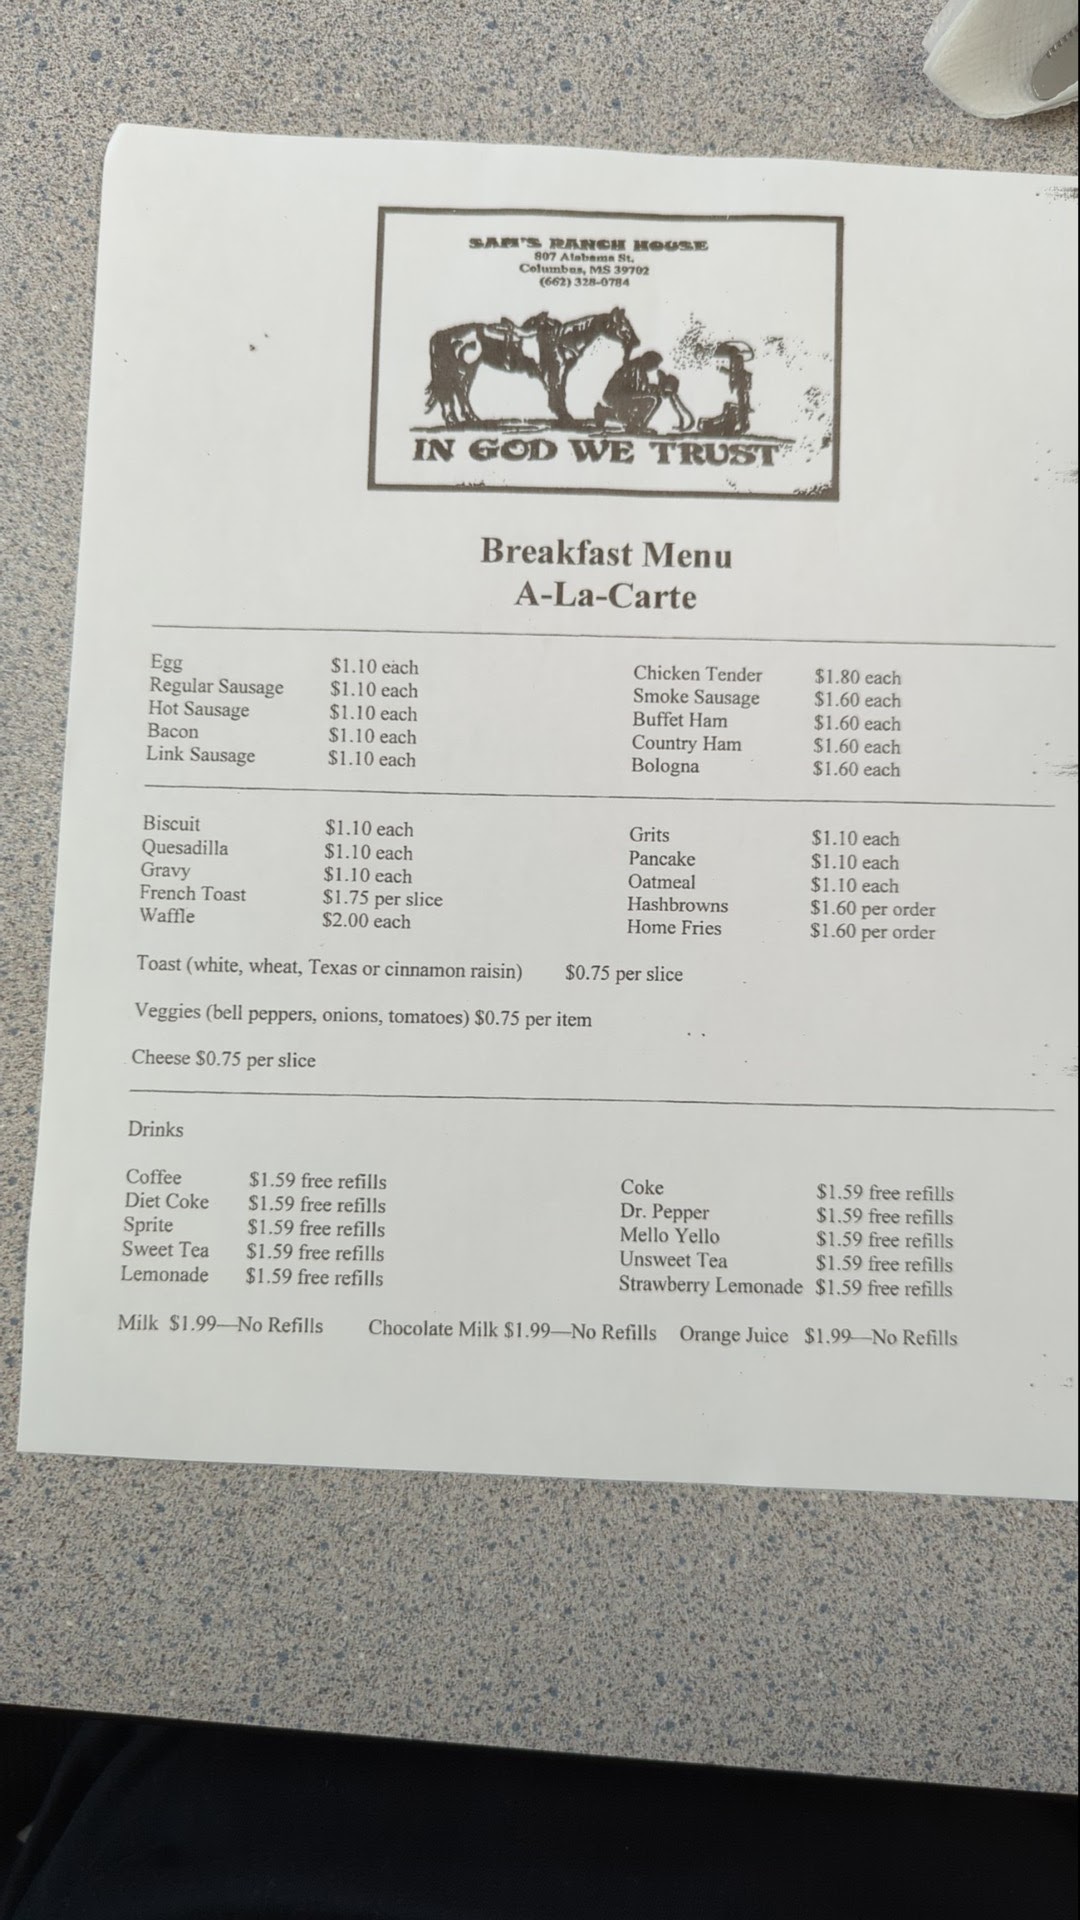 SAM'S RANCH HOUSE
807 Alabama St.
Columbus, MS 39702
(662) 328-0784
IN GOD WE TRUST
Breakfast Menu
A-La-Carte
Egg $1.10 each Chicken Tender $1.80 each
Regular Sausage $1.10 each Smoke Sausage $1.60 each
Hot Sausage $1.10 each Buffet Ham $1.60 each
Bacon $1.10 each Country Ham $1.60 each
Link Sausage $1.10 each Bologna $1.60 each
Biscuit $1.10 each Grits $1.10 each
Quesadilla $1.10 each Pancake $1.10 each
Gravy $1.10 each Oatmeal $1.10 each
French Toast $1.75 per slice Hashbrowns $1.60 per order
Waffle $2.00 each Home Fries $1.60 per order
Toast (white, wheat, Texas or cinnamon raisin) $0.75 per slice
Veggies (bell peppers, onions, tomatoes) $0.75 per item
Cheese $0.75 per slice
Drinks
Coffee $1.59 free refills Coke $1.59 free refills
Diet Coke $1.59 free refills Dr. Pepper $1.59 free refills
Sprite $1.59 free refills Mello Yello $1.59 free refills
Sweet Tea $1.59 free refills Unsweet Tea $1.59 free refills
Lemonade $1.59 free refills Strawberry Lemonade $1.59 free refills
Milk $1.99—No Refills Chocolate Milk $1.99—No Refills Orange Juice $1.99—No Refills